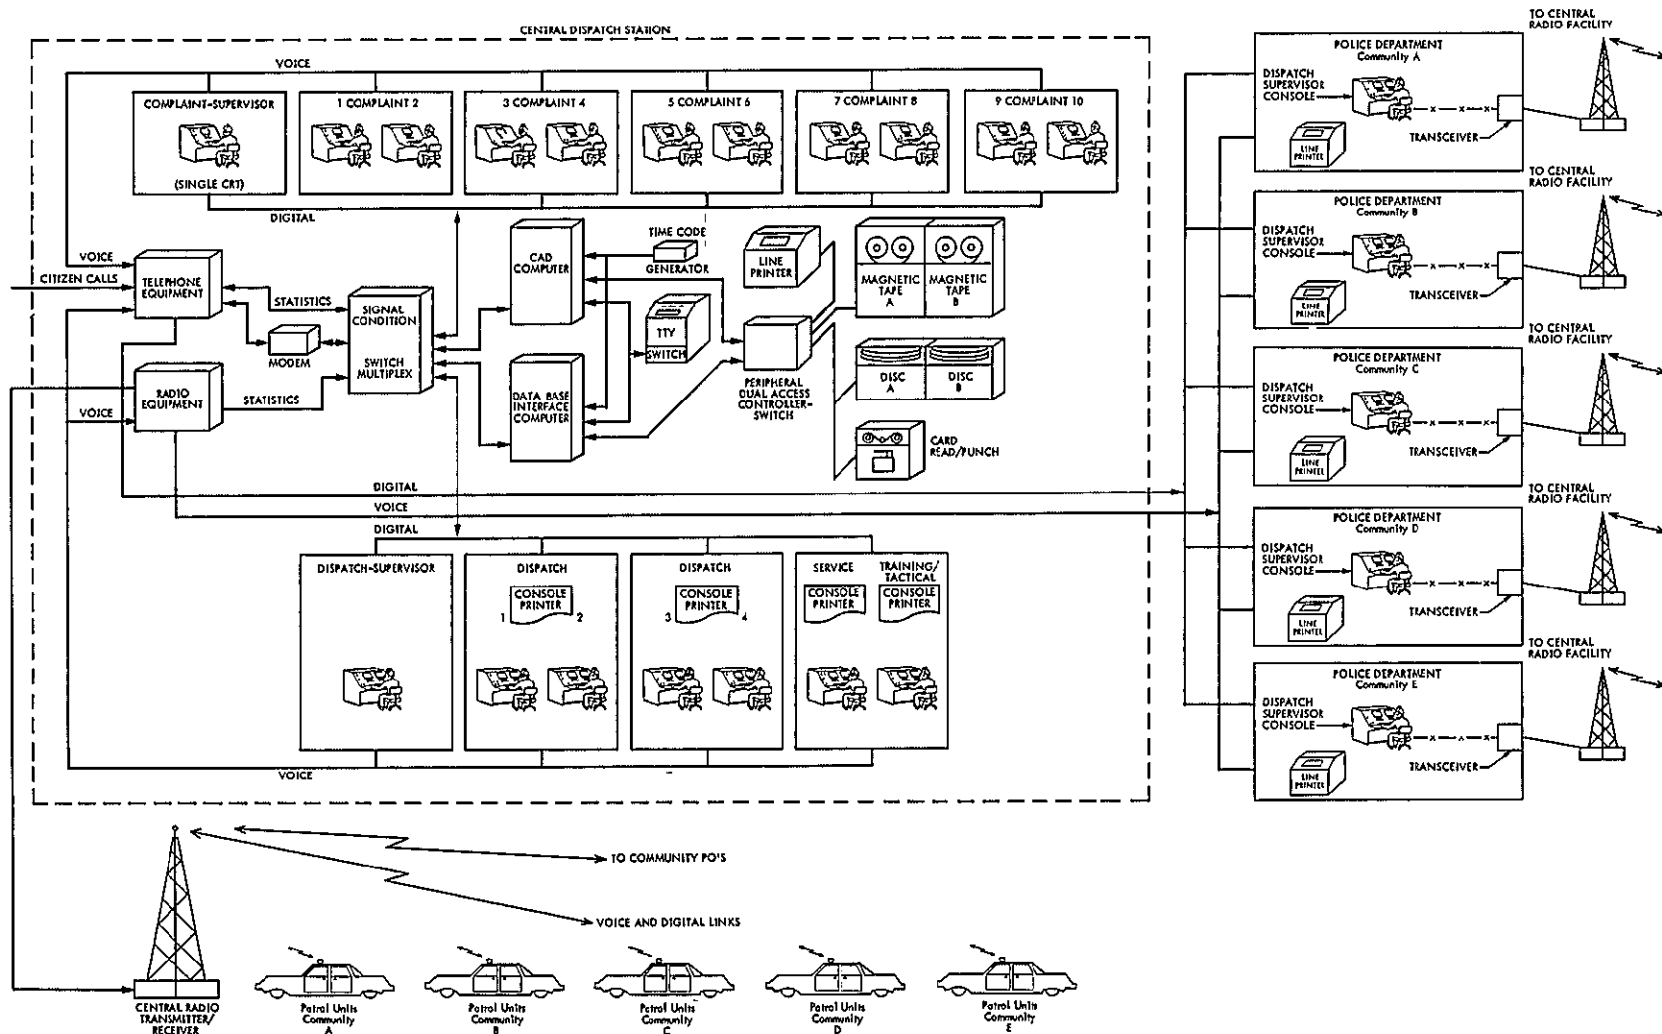 CENTRAL DISPATCH STATION
VOICE
COMPLAINT-SUPERVISOR
(SINGLE CRT)
1 COMPLAINT 2
3 COMPLAINT 4
5 COMPLAINT 6
7 COMPLAINT 8
9 COMPLAINT 10
DIGITAL
VOICE
CITIZEN CALLS
TELEPHONE
EQUIPMENT
STATISTICS
MODEM
SIGNAL
CONDITION
SWITCH
MULTIPLEX
RADIO
EQUIPMENT
STATISTICS
VOICE
CAD
COMPUTER
TIME CODE
GENERATOR
TTY
SWITCH
DATA BASE
INTERFACE
COMPUTER
LINE
PRINTER
PERIPHERAL
DUAL ACCESS
CONTROLLER-
SWITCH
MAGNETIC
TAPE
A
MAGNETIC
TAPE
B
DISC
A
DISC
B
CARD
READ/PUNCH
DIGITAL
VOICE
DIGITAL
DISPATCH-SUPERVISOR
DISPATCH
CONSOLE
PRINTER
1 2
DISPATCH
CONSOLE
PRINTER
3 4
SERVICE
CONSOLE
PRINTER
TRAINING/
TACTICAL
CONSOLE
PRINTER
VOICE
TO CENTRAL
RADIO FACILITY
POLICE DEPARTMENT
Community A
DISPATCH
SUPERVISOR
CONSOLE
LINE
PRINTER
TRANSCEIVER
TO CENTRAL
RADIO FACILITY
POLICE DEPARTMENT
Community B
DISPATCH
SUPERVISOR
CONSOLE
LINE
PRINTER
TRANSCEIVER
TO CENTRAL
RADIO FACILITY
POLICE DEPARTMENT
Community C
DISPATCH
SUPERVISOR
CONSOLE
LINE
PRINTER
TRANSCEIVER
TO CENTRAL
RADIO FACILITY
POLICE DEPARTMENT
Community D
DISPATCH
SUPERVISOR
CONSOLE
LINE
PRINTER
TRANSCEIVER
TO CENTRAL
RADIO FACILITY
POLICE DEPARTMENT
Community E
DISPATCH
SUPERVISOR
CONSOLE
LINE
PRINTER
TRANSCEIVER
TO COMMUNITY PD'S
VOICE AND DIGITAL LINKS
CENTRAL RADIO
TRANSMITTER/
RECEIVER
Patrol Units
Community
A
Patrol Units
Community
B
Patrol Units
Community
C
Patrol Units
Community
D
Patrol Units
Community
E